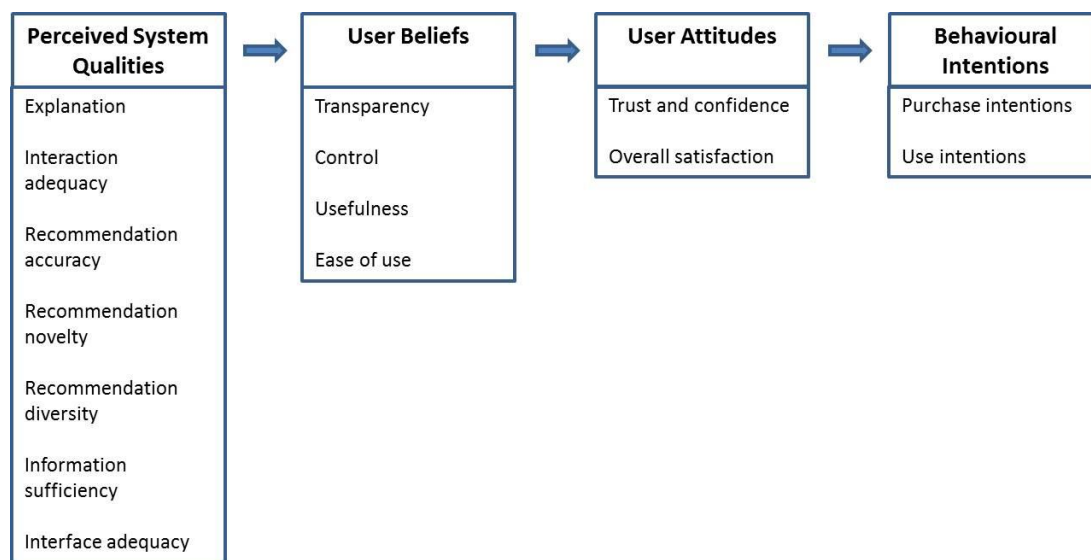 Perceived System
Qualities
Explanation
Interaction
adequacy
Recommendation
accuracy
Recommendation
novelty
Recommendation
diversity
Information
sufficiency
Interface adequacy
User Beliefs
Transparency
Control
Usefulness
Ease of use
User Attitudes
Trust and confidence
Overall satisfaction
Behavioural
Intentions
Purchase intentions
Use intentions